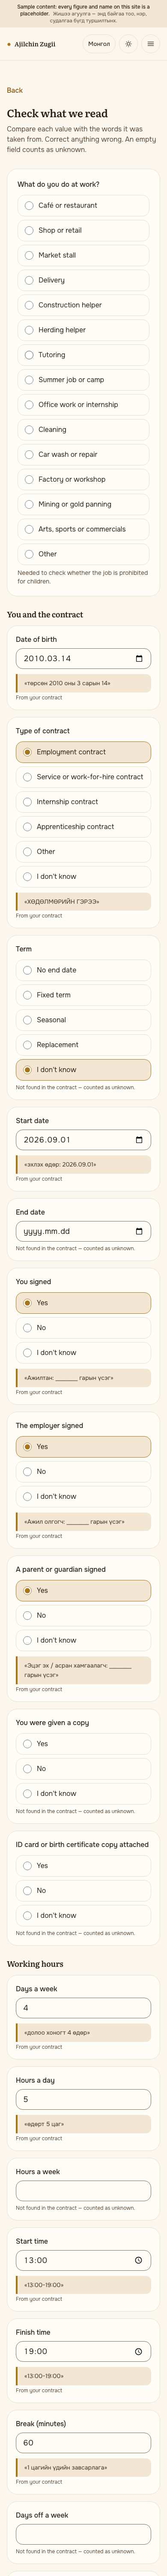 Sample content: every figure and name on this site is a
placeholder. Жишээ агуулга — энд байгаа тоо, нэр,
судалгаа бүгд туршилтынх.
Ajilchin Zugii
Монгол
Back
Check what we read
Compare each value with the words it was
taken from. Correct anything wrong. An empty
field counts as unknown.
What do you do at work?
Café or restaurant
Shop or retail
Market stall
Delivery
Construction helper
Herding helper
Tutoring
Summer job or camp
Office work or internship
Cleaning
Car wash or repair
Factory or workshop
Mining or gold panning
Arts, sports or commercials
Other
Needed to check whether the job is prohibited
for children.
You and the contract
Date of birth
2010.03.14
«төрсөн 2010 оны 3 сарын 14»
From your contract
Type of contract
Employment contract
Service or work-for-hire contract
Internship contract
Apprenticeship contract
Other
I don't know
«ХӨДӨЛМӨРИЙН ГЭРЭЭ»
From your contract
Term
No end date
Fixed term
Seasonal
Replacement
I don't know
Not found in the contract — counted as unknown.
Start date
2026.09.01
«эхлэх өдөр: 2026.09.01»
From your contract
End date
yyyy.mm.dd
Not found in the contract — counted as unknown.
You signed
Yes
No
I don't know
«Ажилтан: _______ гарын үсэг»
From your contract
The employer signed
Yes
No
I don't know
«Ажил олгогч: _______ гарын үсэг»
From your contract
A parent or guardian signed
Yes
No
I don't know
«Эцэг эх / асран хамгаалагч: _______
гарын үсэг»
From your contract
You were given a copy
Yes
No
I don't know
Not found in the contract — counted as unknown.
ID card or birth certificate copy attached
Yes
No
I don't know
Not found in the contract — counted as unknown.
Working hours
Days a week
4
«долоо хоногт 4 өдөр»
From your contract
Hours a day
5
«өдөрт 5 цаг»
From your contract
Hours a week
Not found in the contract — counted as unknown.
Start time
13:00
«13:00-19:00»
From your contract
Finish time
19:00
«13:00-19:00»
From your contract
Break (minutes)
60
«1 цагийн үдийн завсарлага»
From your contract
Days off a week
Not found in the contract — counted as unknown.